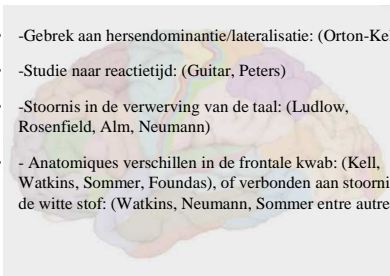 -Gebrek aan hersendominantie/lateralisatie: (Orton-Ke
-Studie naar reactietijd: (Guitar, Peters)
-Stoornis in de verwerving van de taal: (Ludlow,
Rosenfield, Alm, Neumann)
- Anatomiques verschillen in de frontale kwab: (Kell,
Watkins, Sommer, Foundas), of verbonden aan stoorni
de witte stof: (Watkins, Neumann, Sommer entre autre